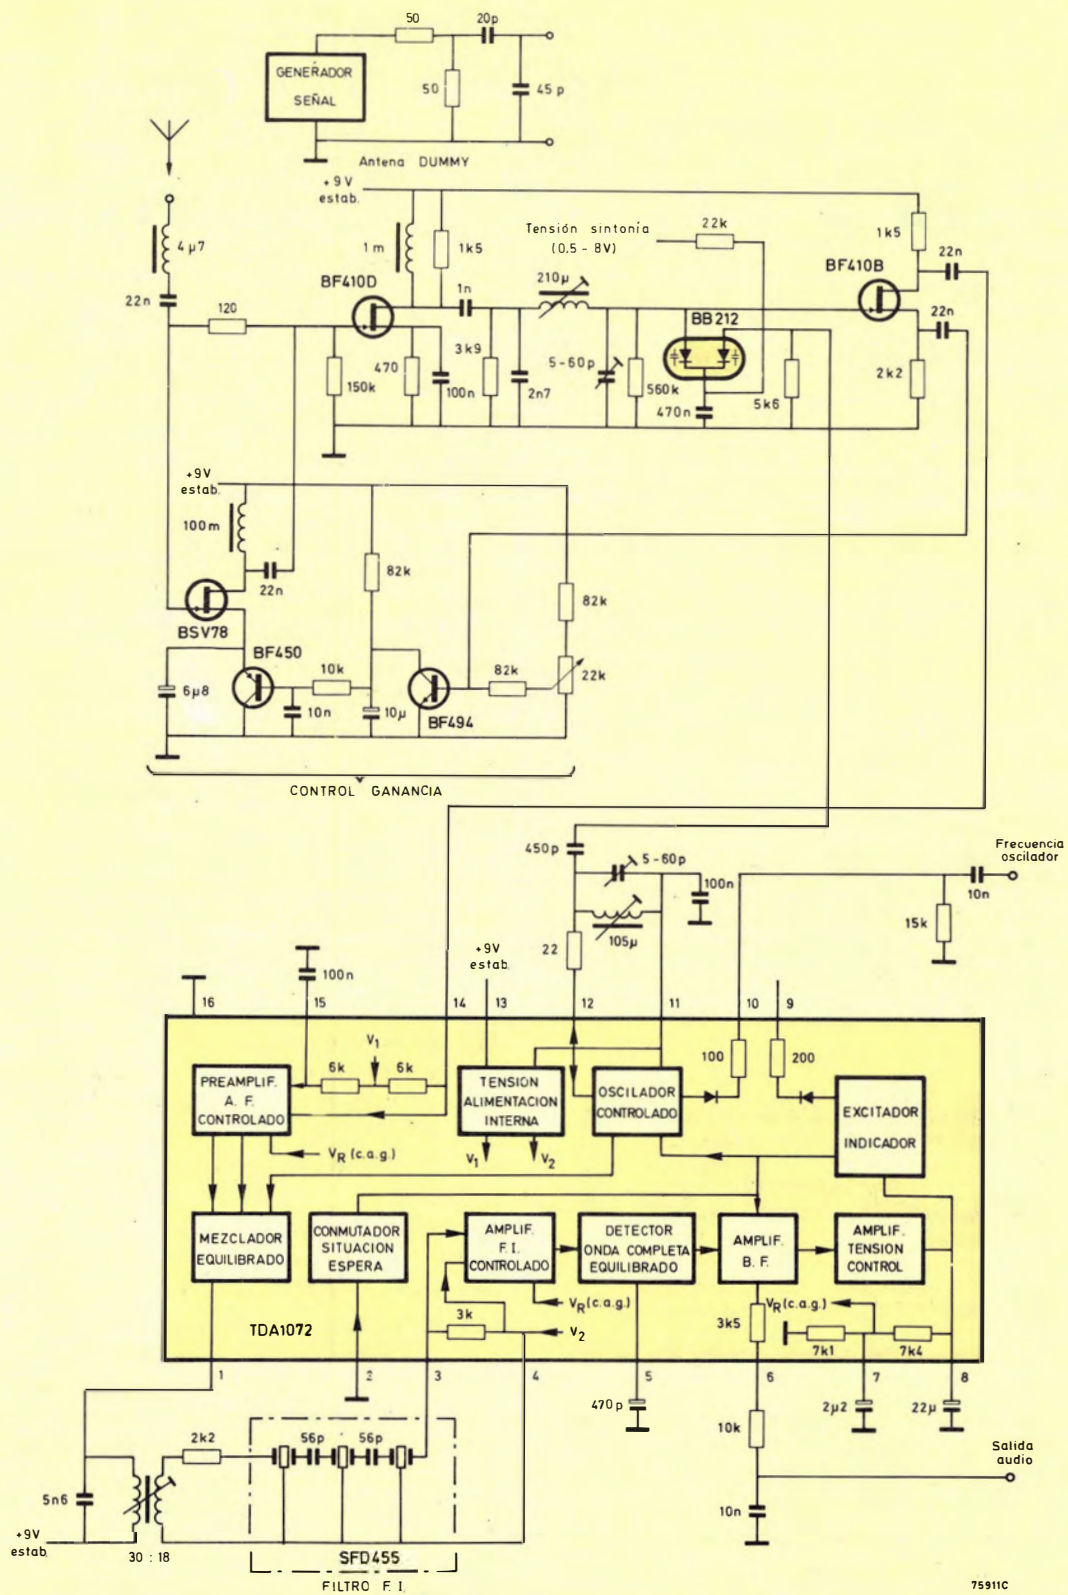 50
20p
GENERADOR
SEÑAL
50
45 p
Antena DUMMY
+9V
estab.
4µ7
1 m
1k5
Tensión sintonía
(0.5 - 8V)
22k
1k5
22n
BF410D
BF410B
22n
120
1n
210µ
BB212
22n
150k
470
100n
3k9
2n7
5-60p
560k
470n
5k6
2k2
+9V
estab.
100m
22n
82k
82k
BSV78
BF450
10k
82k
22k
6µ8
10n
10µ
BF494
CONTROL GANANCIA
450p
5-60p
100n
Frecuencia
oscilador
10n
15k
22
105µ
+9V
estab.
100n
16
15
14
13
12
11
10
9
V1
6k
6k
100
200
PREAMPLIF.
A. F.
CONTROLADO
TENSION
ALIMENTACION
INTERNA
OSCILADOR
CONTROLADO
EXCITADOR
INDICADOR
VR (c.a.g.)
V1
V2
MEZCLADOR
EQUILIBRADO
CONMUTADOR
SITUACION
ESPERA
AMPLIF.
F.I.
CONTROLADO
DETECTOR
ONDA COMPLETA
EQUILIBRADO
AMPLIF.
B. F.
AMPLIF.
TENSION
CONTROL
VR (c.a.g.)
VR (c.a.g.)
3k
V2
3k5
7k1
7k4
TDA1072
1
2
3
4
5
6
7
8
470p
2µ2
22µ
10k
2k2
56p
56p
Salida
audio
5n6
10n
+9V
estab.
30 : 18
SFD455
FILTRO F. I.
75911C